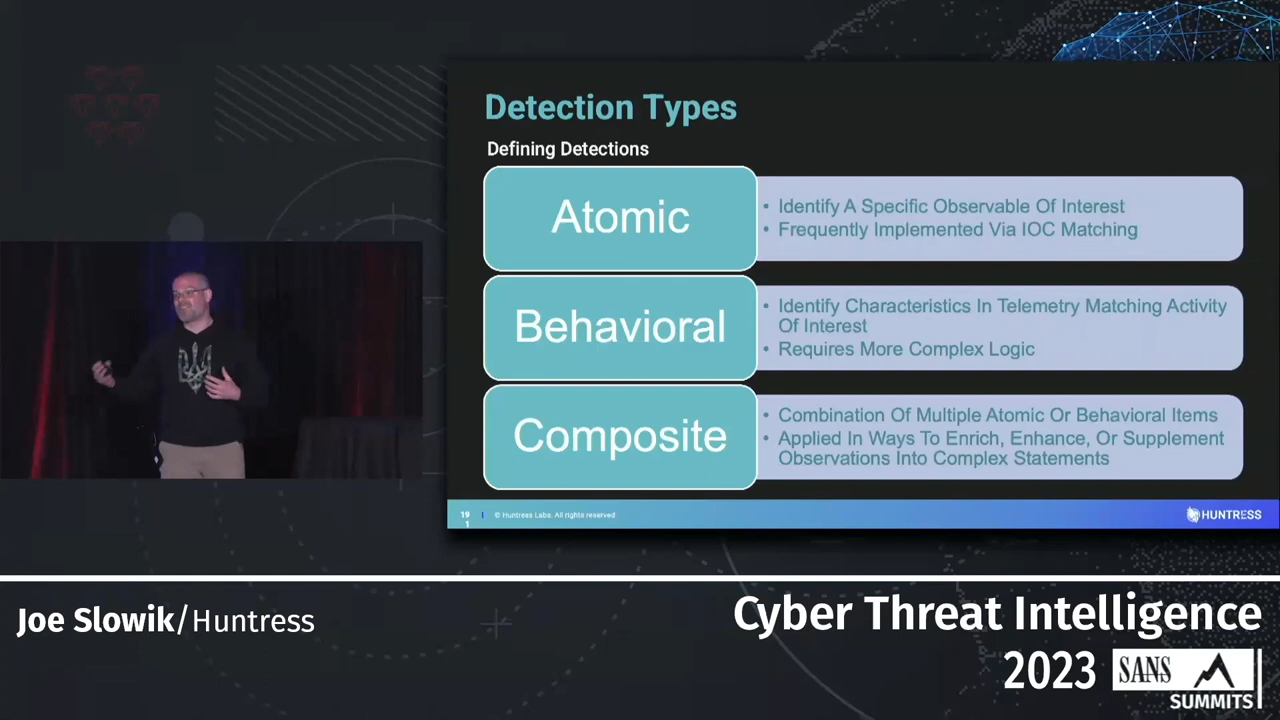 Detection Types
Defining Detections
Atomic
• Identify A Specific Observable Of Interest
• Frequently Implemented Via IOC Matching
Behavioral
• Identify Characteristics In Telemetry Matching Activity
Of Interest
• Requires More Complex Logic
Composite
• Combination Of Multiple Atomic Or Behavioral Items
• Applied In Ways To Enrich, Enhance, Or Supplement
Observations Into Complex Statements
19
1
© Huntress Labs. All rights reserved
HUNTRESS
Joe Slowik/Huntress
Cyber Threat Intelligence
2023
SANS
SUMMITS